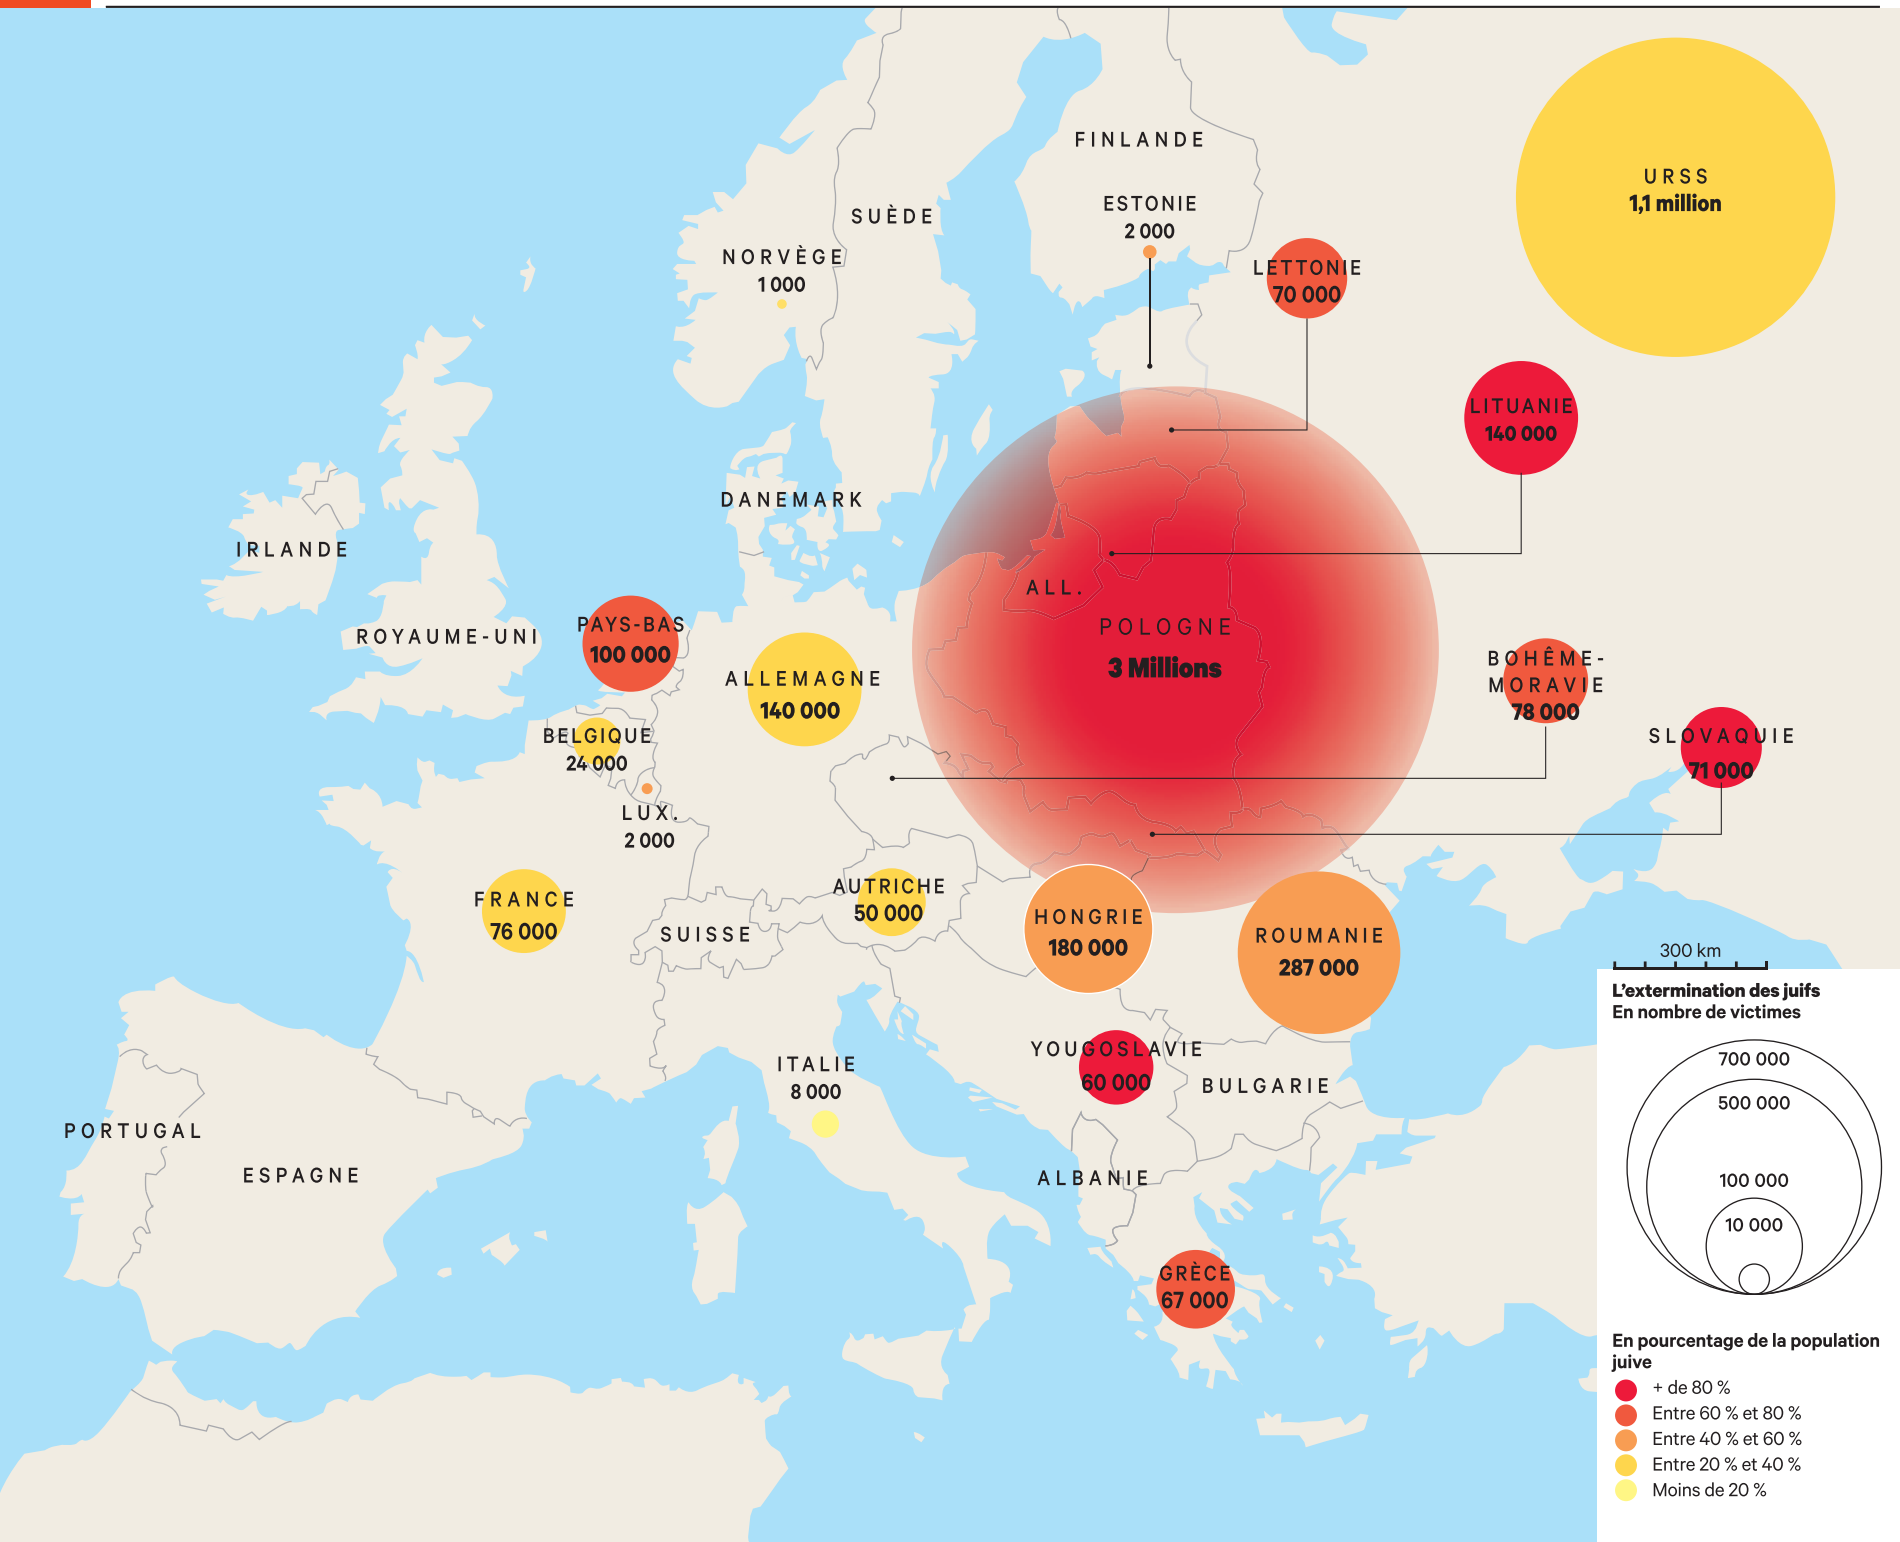 FINLANDE
URSS
1,1 million
ESTONIE
2 000
SUÈDE
NORVÈGE
1 000
LETTONIE
70 000
LITUANIE
140 000
DANEMARK
IRLANDE
ALL.
ROYAUME-UNI
PAYS-BAS
100 000
POLOGNE
3 Millions
ALLEMAGNE
140 000
BOHÊME-
MORAVIE
78 000
BELGIQUE
24 000
SLOVAQUIE
71 000
LUX.
2 000
FRANCE
76 000
AUTRICHE
50 000
SUISSE
HONGRIE
180 000
ROUMANIE
287 000
YOUGOSLAVIE
60 000
ITALIE
8 000
BULGARIE
PORTUGAL
ESPAGNE
ALBANIE
GRÈCE
67 000
300 km
L'extermination des juifs
En nombre de victimes
700 000
500 000
100 000
10 000
En pourcentage de la population
juive
+ de 80 %
Entre 60 % et 80 %
Entre 40 % et 60 %
Entre 20 % et 40 %
Moins de 20 %